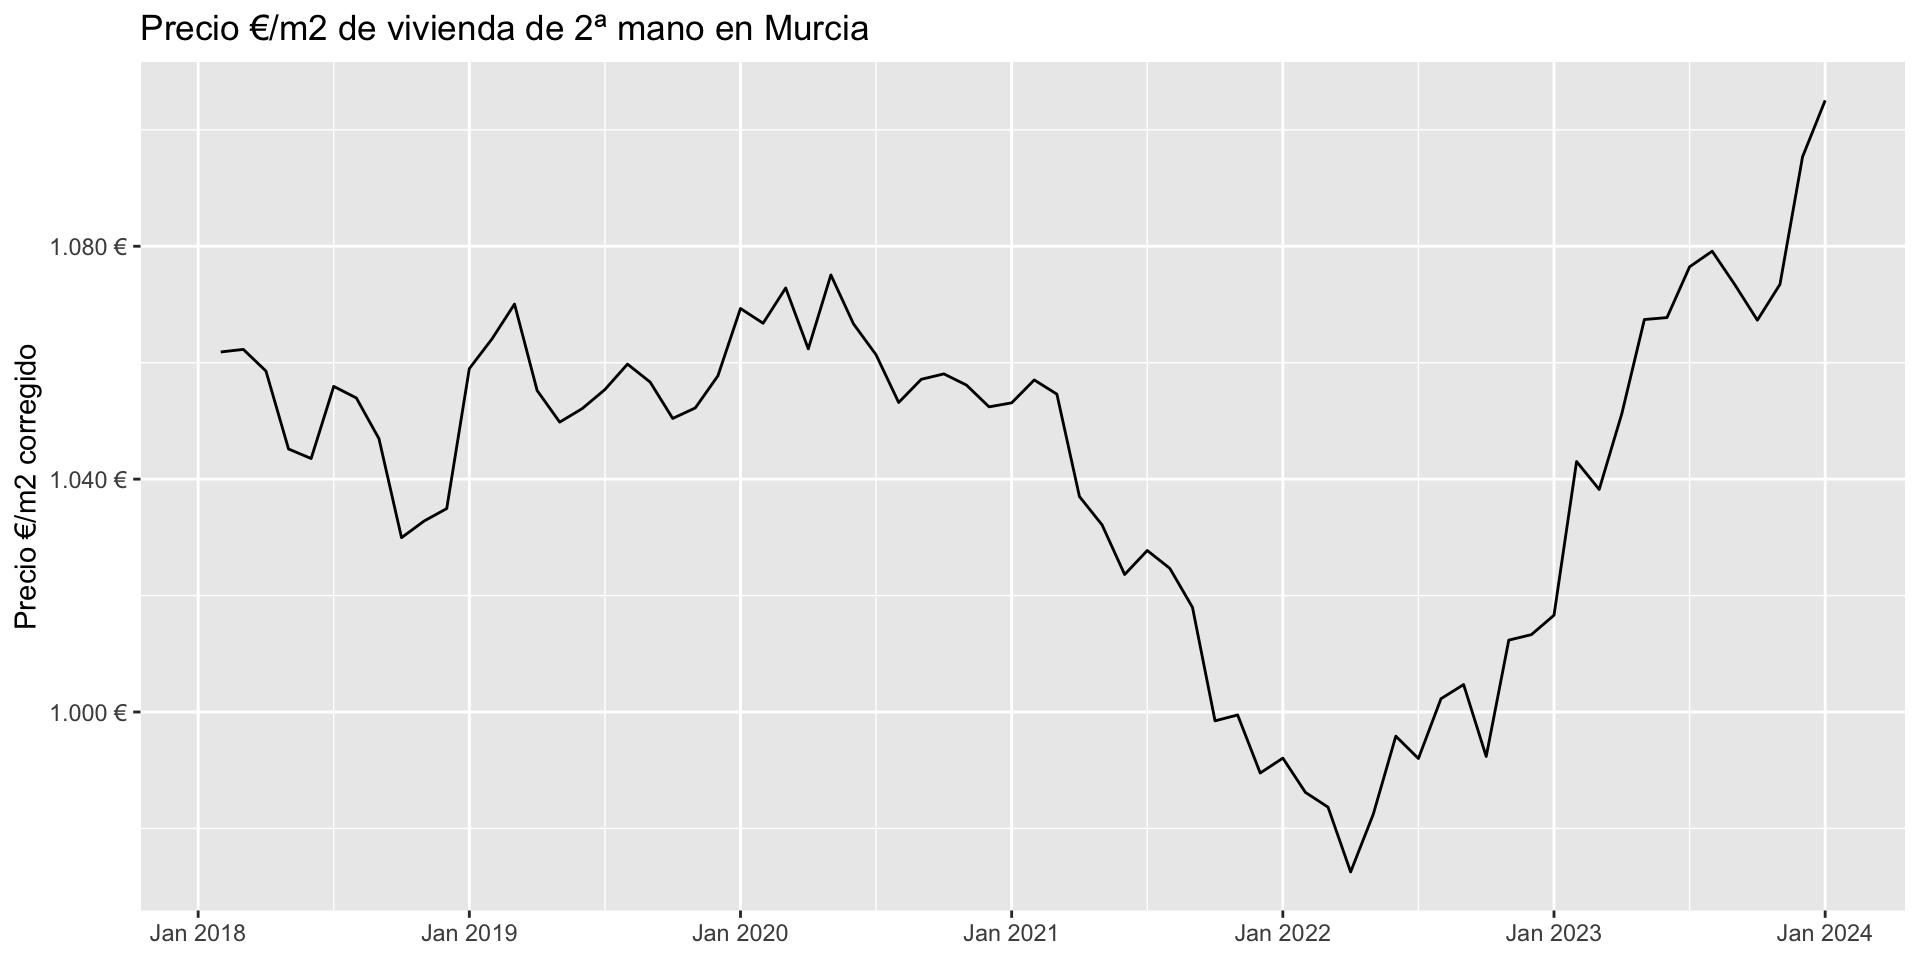 Precio €/m2 de vivienda de 2ª mano en Murcia
Precio €/m2 corregido
1.080 €
1.040 €
1.000 €
Jan 2018
Jan 2019
Jan 2020
Jan 2021
Jan 2022
Jan 2023
Jan 2024